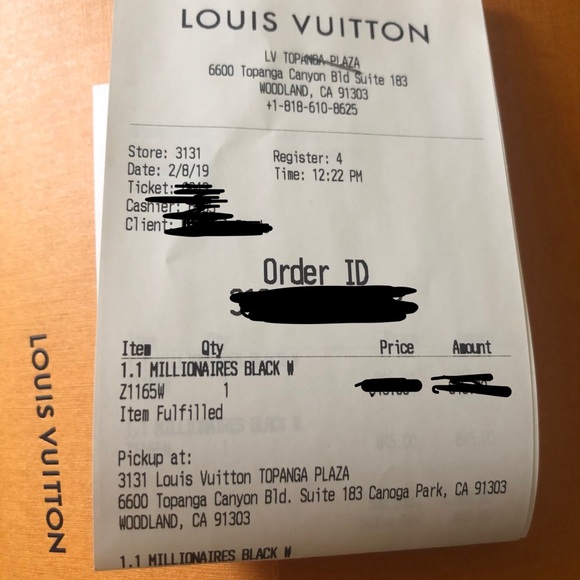 LOUIS VUITTON
LV TOPANGA PLAZA
6600 Topanga Canyon Bld Suite 183
WOODLAND, CA 91303
+1-818-610-8625
Store: 3131 Register: 4
Date: 2/8/19 Time: 12:22 PM
Ticket:
Cashier:
Client:
Order ID
Item Qty Price Amount
1.1 MILLIONAIRES BLACK W
Z1165W 1
Item Fulfilled
Pickup at:
3131 Louis Vuitton TOPANGA PLAZA
6600 Topanga Canyon Bld. Suite 183 Canoga Park, CA 91303
WOODLAND, CA 91303
1.1 MILLIONAIRES BLACK W
LOUIS VUITTON